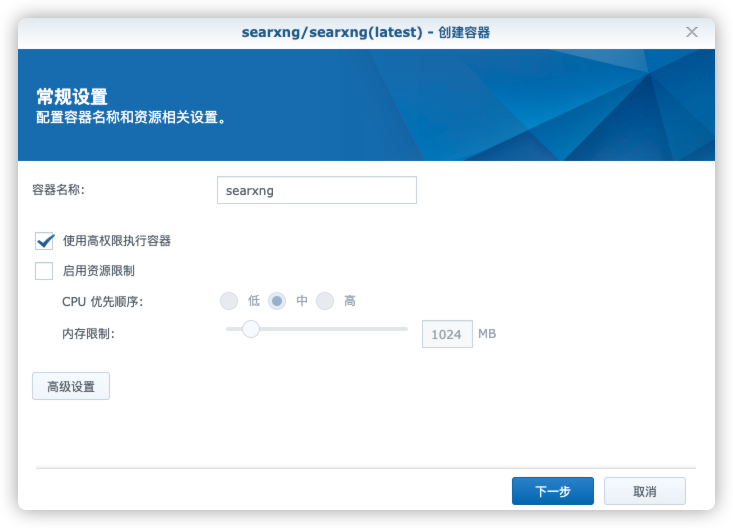 searxng/searxng(latest) - 创建容器
常规设置
配置容器名称和资源相关设置。
容器名称: searxng
使用高权限执行容器
启用资源限制
CPU 优先顺序: 低 中 高
内存限制: 1024 MB
高级设置
下一步 取消